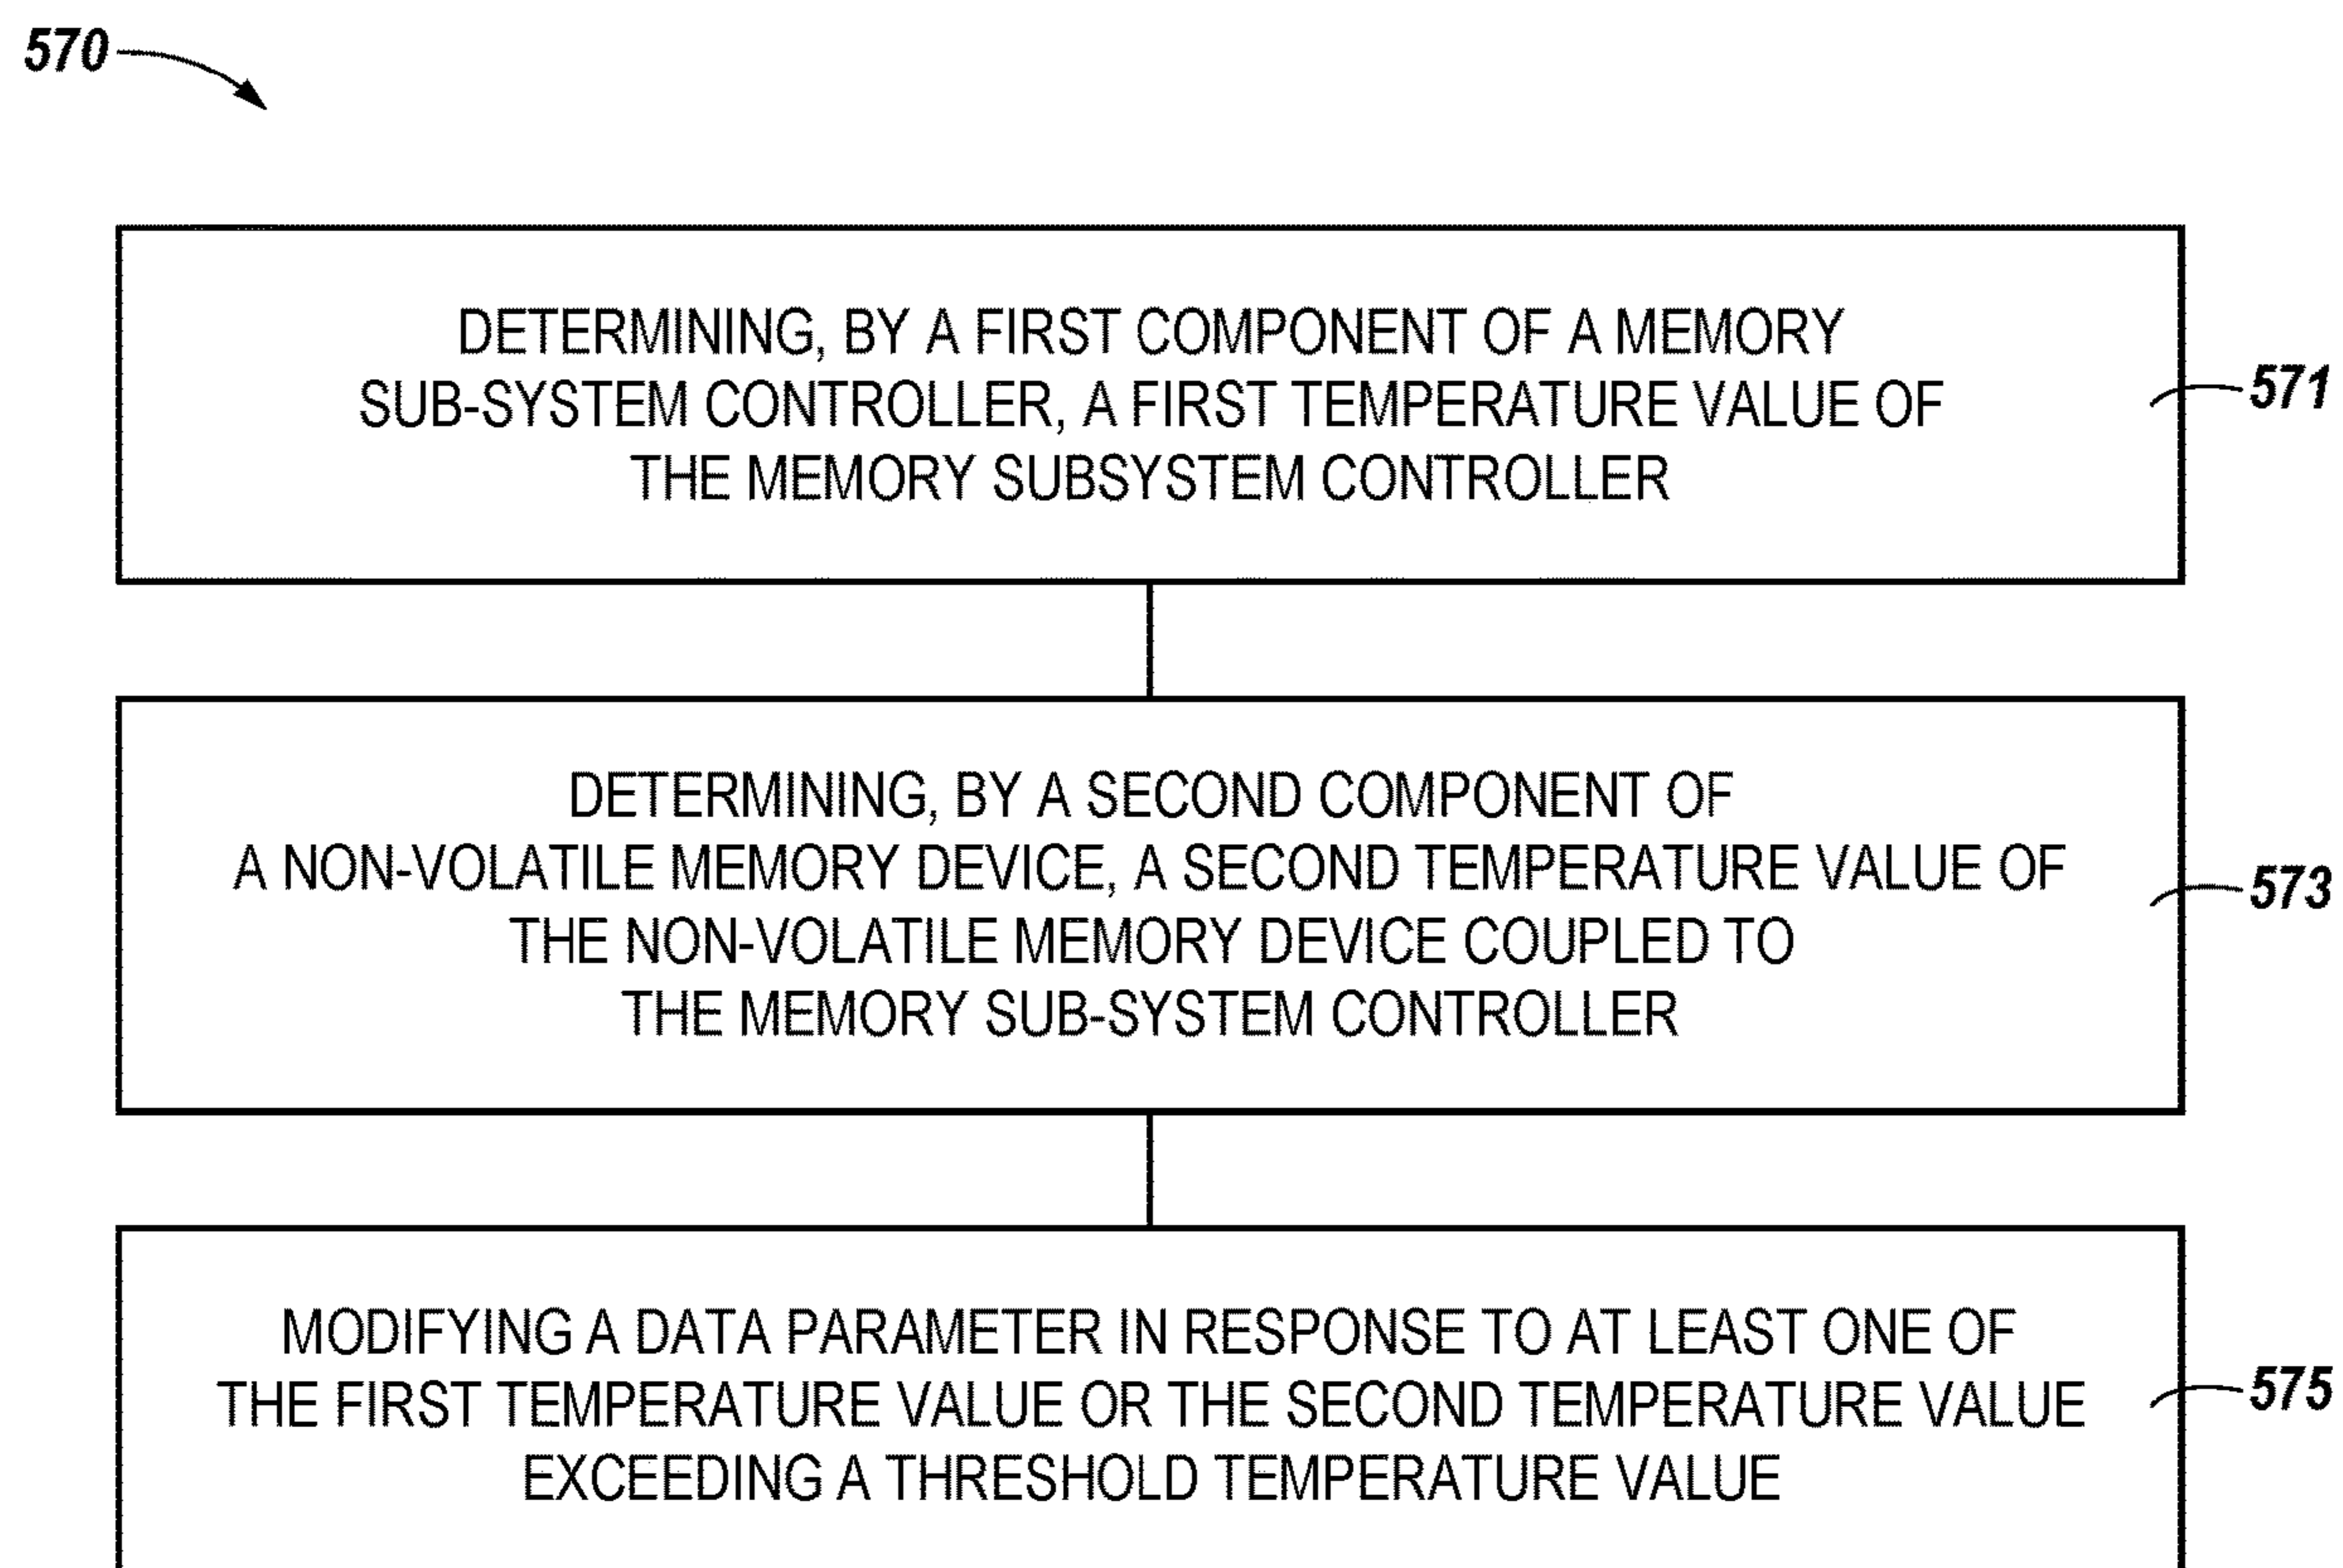 570
DETERMINING, BY A FIRST COMPONENT OF A MEMORY
SUB-SYSTEM CONTROLLER, A FIRST TEMPERATURE VALUE OF
THE MEMORY SUBSYSTEM CONTROLLER
571
DETERMINING, BY A SECOND COMPONENT OF
A NON-VOLATILE MEMORY DEVICE, A SECOND TEMPERATURE VALUE OF
THE NON-VOLATILE MEMORY DEVICE COUPLED TO
THE MEMORY SUB-SYSTEM CONTROLLER
573
MODIFYING A DATA PARAMETER IN RESPONSE TO AT LEAST ONE OF
THE FIRST TEMPERATURE VALUE OR THE SECOND TEMPERATURE VALUE
EXCEEDING A THRESHOLD TEMPERATURE VALUE
575